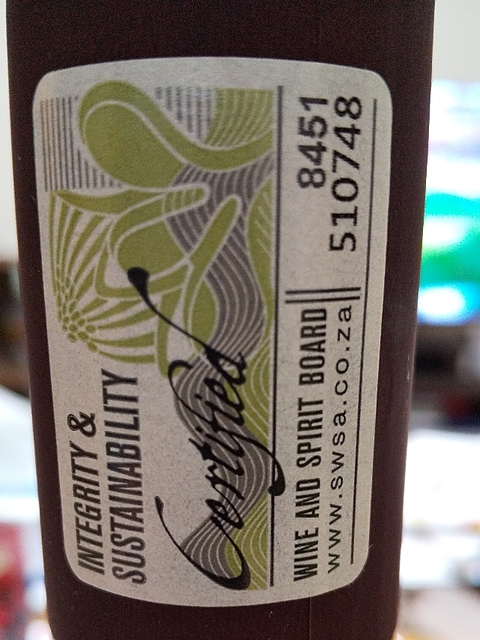 INTEGRITY &
SUSTAINABILITY
Certified
WINE AND SPIRIT BOARD
www.swsa.co.za
8451
510748